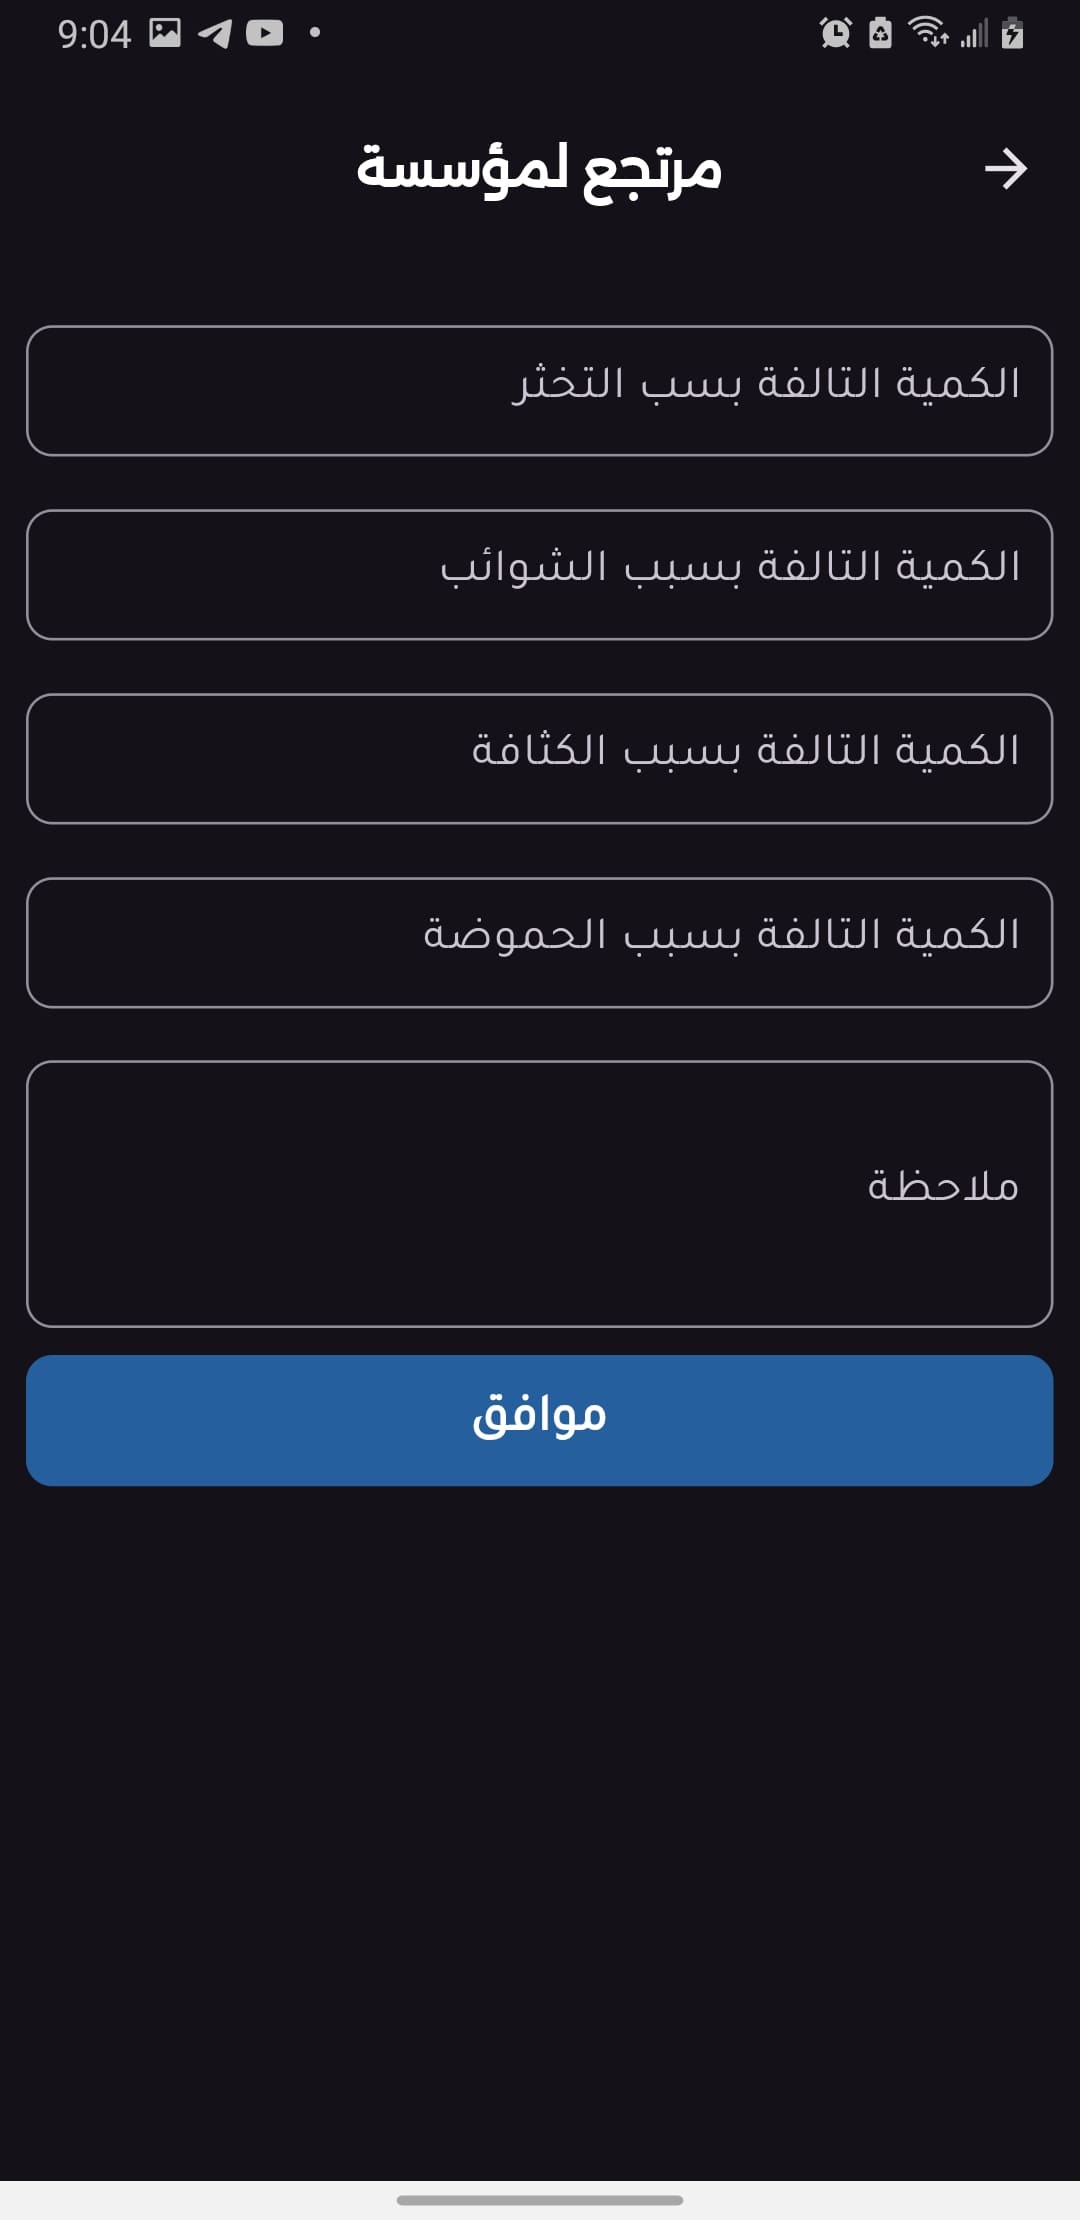 9:04
مرتجع لمؤسسة
الكمية التالفة بسب التخثر
الكمية التالفة بسبب الشوائب
الكمية التالفة بسبب الكثافة
الكمية التالفة بسبب الحموضة
ملاحظة
موافق